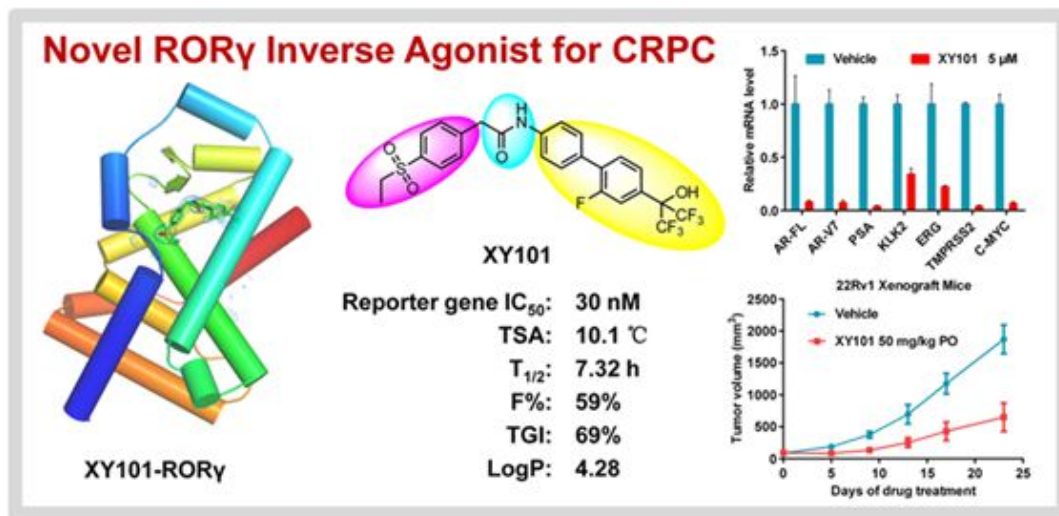 Novel RORγ Inverse Agonist for CRPC
XY101-RORγ
H
N
O
O
S
O
F
OH
CF₃
CF₃
XY101
Reporter gene IC₅₀: 30 nM
TSA: 10.1 ℃
T₁/₂: 7.32 h
F%: 59%
TGI: 69%
LogP: 4.28
Vehicle XY101 5 μM
Relative mRNA level
1.5
1.0
0.5
0.0
AR-FL AR-V7 PSA KLK2 ERG TMPRSS2 C-MYC
22Rv1 Xenograft Mice
Vehicle
XY101 50 mg/kg PO
Tumor volume (mm³)
2500
2000
1500
1000
500
0
0 5 10 15 20 25
Days of drug treatment